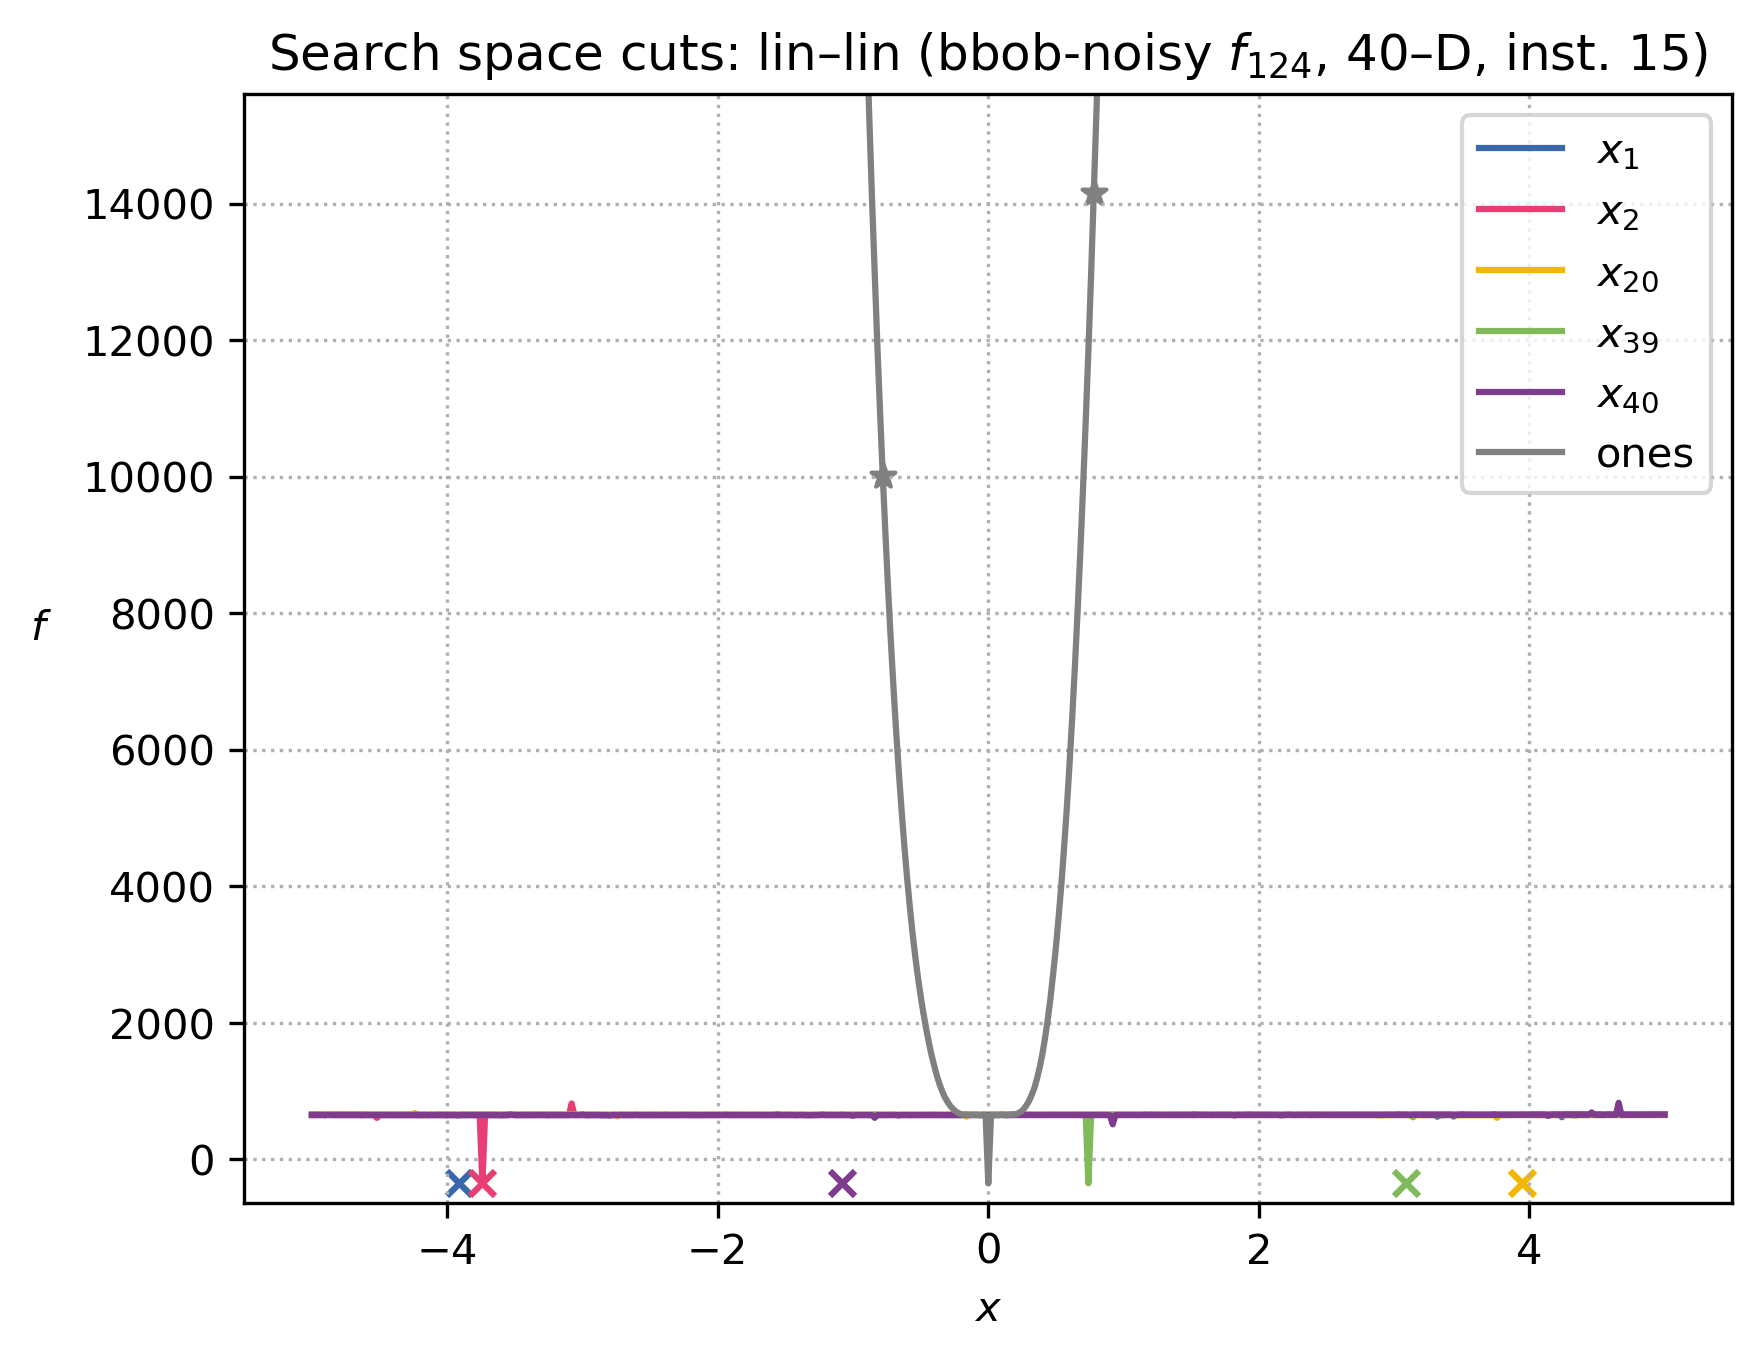 Search space cuts: lin–lin (bbob-noisy f₁₂₄, 40–D, inst. 15)
x₁
x₂
x₂₀
x₃₉
x₄₀
ones
14000
12000
10000
8000
6000
4000
2000
0
f
−4
−2
0
2
4
x